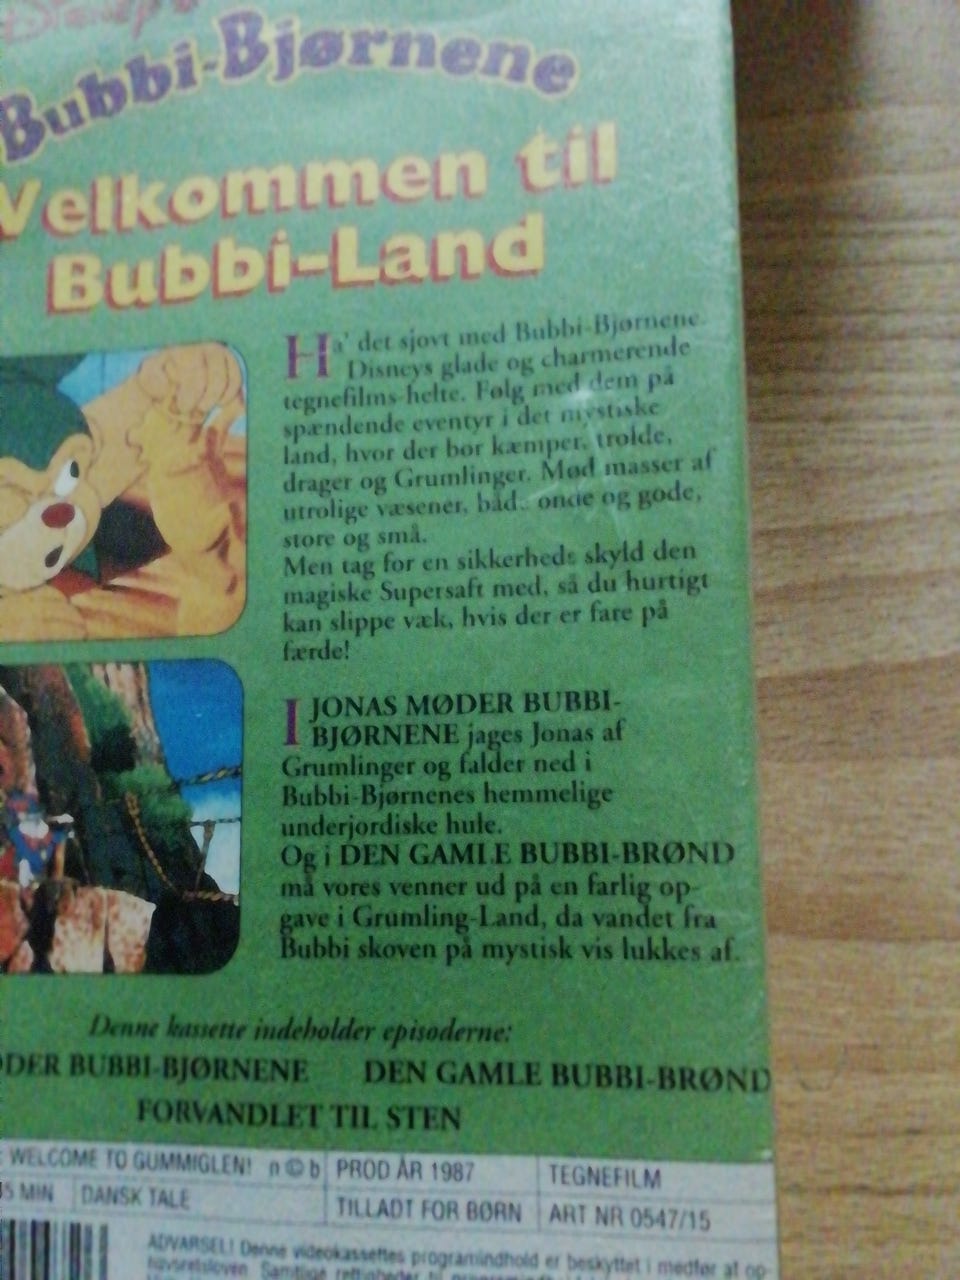 Disney's
Bubbi-Bjørnene
Velkommen til
Bubbi-Land
Ha' det sjovt med Bubbi-Bjørnene.
Disneys glade og charmerende
tegnefilms-helte. Følg med dem på
spændende eventyr i det mystiske
land, hvor der bor kæmper, trolde,
drager og Grumlinger. Mød masser af
utrolige væsener, både onde og gode,
store og små.
Men tag for en sikkerheds skyld den
magiske Supersaft med, så du hurtigt
kan slippe væk, hvis der er fare på
færde!
I JONAS MØDER BUBBI-
BJØRNENE jages Jonas af
Grumlinger og falder ned i
Bubbi-Bjørnenes hemmelige
underjordiske hule.
Og i DEN GAMLE BUBBI-BRØND
må vores venner ud på en farlig op-
gave i Grumling-Land, da vandet fra
Bubbi skoven på mystisk vis lukkes af.
Denne kassette indeholder episoderne:
DER BUBBI-BJØRNENE DEN GAMLE BUBBI-BRØND
FORVANDLET TIL STEN
WELCOME TO GUMMIGLEN! n © b PROD ÅR 1987 TEGNEFILM
5 MIN DANSK TALE TILLADT FOR BØRN ART NR 0547/15
ADVARSEL! Denne videokassettes programindhold er beskyttet i medfør af op-
havsretsloven. Samtlige rettigheder til